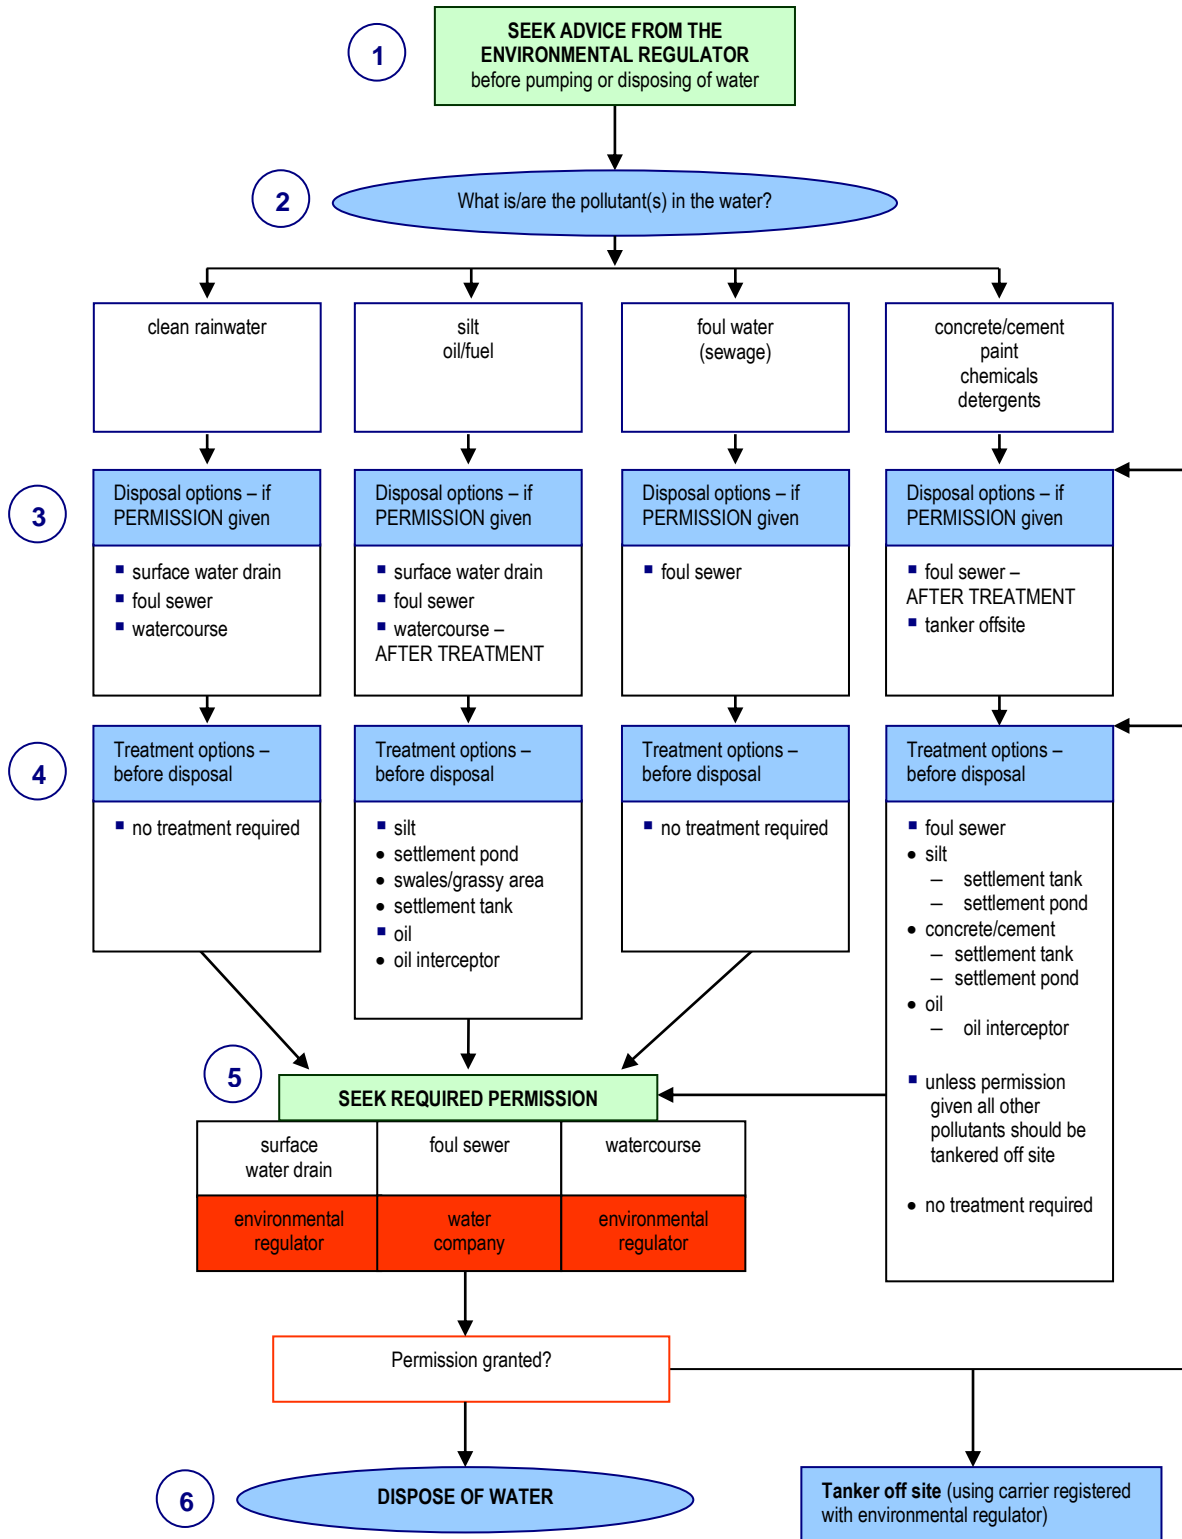 1
SEEK ADVICE FROM THE
ENVIRONMENTAL REGULATOR
before pumping or disposing of water
2
What is/are the pollutant(s) in the water?
clean rainwater
silt
oil/fuel
foul water
(sewage)
concrete/cement
paint
chemicals
detergents
3
Disposal options – if
PERMISSION given
▪ surface water drain
▪ foul sewer
▪ watercourse
Disposal options – if
PERMISSION given
▪ surface water drain
▪ foul sewer
▪ watercourse –
AFTER TREATMENT
Disposal options – if
PERMISSION given
▪ foul sewer
Disposal options – if
PERMISSION given
▪ foul sewer –
AFTER TREATMENT
▪ tanker offsite
4
Treatment options –
before disposal
▪ no treatment required
Treatment options –
before disposal
▪ silt
• settlement pond
• swales/grassy area
• settlement tank
▪ oil
• oil interceptor
Treatment options –
before disposal
▪ no treatment required
Treatment options –
before disposal
▪ foul sewer
• silt
– settlement tank
– settlement pond
• concrete/cement
– settlement tank
– settlement pond
• oil
– oil interceptor
▪ unless permission
given all other
pollutants should be
tankered off site
• no treatment required
5
SEEK REQUIRED PERMISSION
surface
water drain
foul sewer
watercourse
environmental
regulator
water
company
environmental
regulator
Permission granted?
6
DISPOSE OF WATER
Tanker off site (using carrier registered
with environmental regulator)